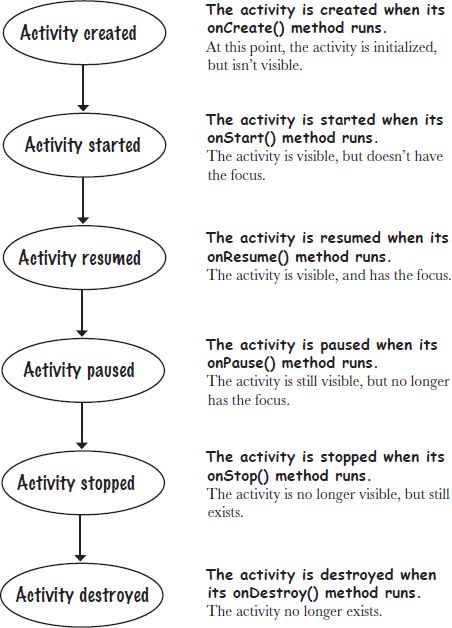 Activity created
The activity is created when its
onCreate() method runs.
At this point, the activity is initialized,
but isn't visible.
Activity started
The activity is started when its
onStart() method runs.
The activity is visible, but doesn't have
the focus.
Activity resumed
The activity is resumed when its
onResume() method runs.
The activity is visible, and has the focus.
Activity paused
The activity is paused when its
onPause() method runs.
The activity is still visible, but no longer
has the focus.
Activity stopped
The activity is stopped when its
onStop() method runs.
The activity is no longer visible, but still
exists.
Activity destroyed
The activity is destroyed when
its onDestroy() method runs.
The activity no longer exists.